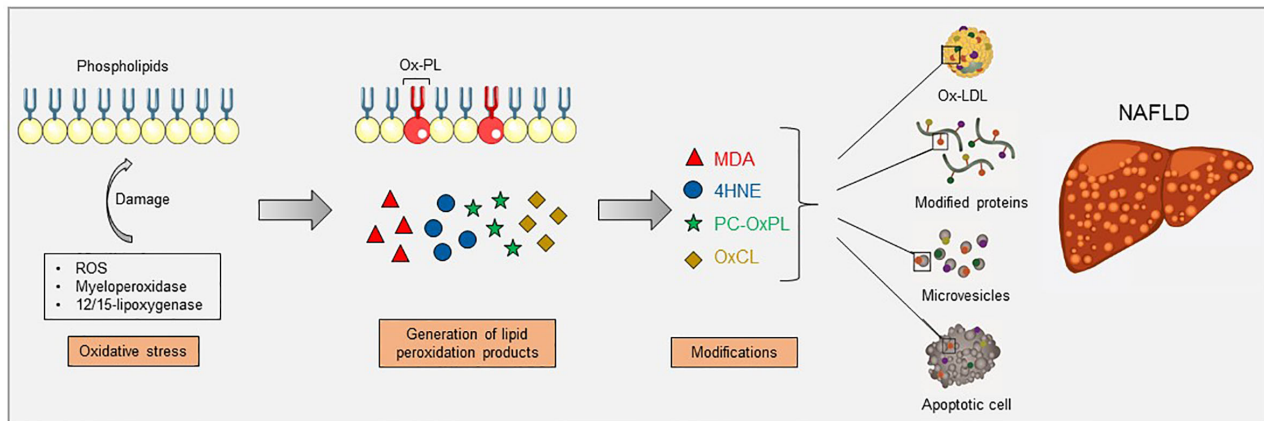 Phospholipids
Damage
• ROS
• Myeloperoxidase
• 12/15-lipoxygenase
Oxidative stress
Ox-PL
Generation of lipid
peroxidation products
MDA
4HNE
PC-OxPL
OxCL
Modifications
Ox-LDL
Modified proteins
Microvesicles
Apoptotic cell
NAFLD